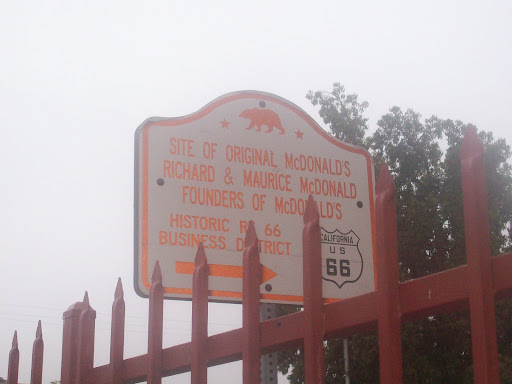 SITE OF ORIGINAL McDONALD'S
RICHARD & MAURICE McDONALD
FOUNDERS OF McDONALD'S
HISTORIC RT 66
BUSINESS DISTRICT
CALIFORNIA
US
66